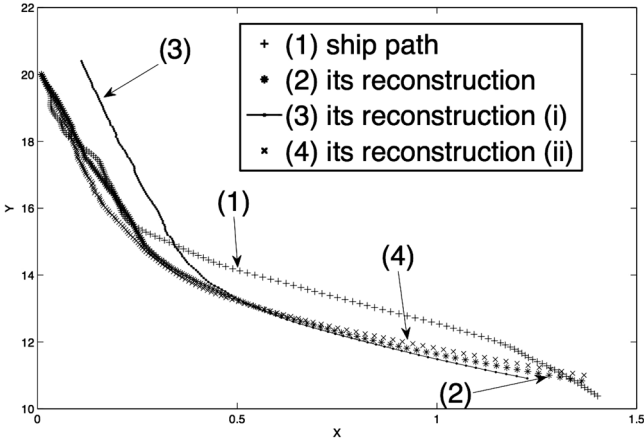 22
20
18
16
14
12
10
Y
0
0.5
1
1.5
X
+ (1) ship path
* (2) its reconstruction
(3) its reconstruction (i)
× (4) its reconstruction (ii)
(3)
(1)
(4)
(2)